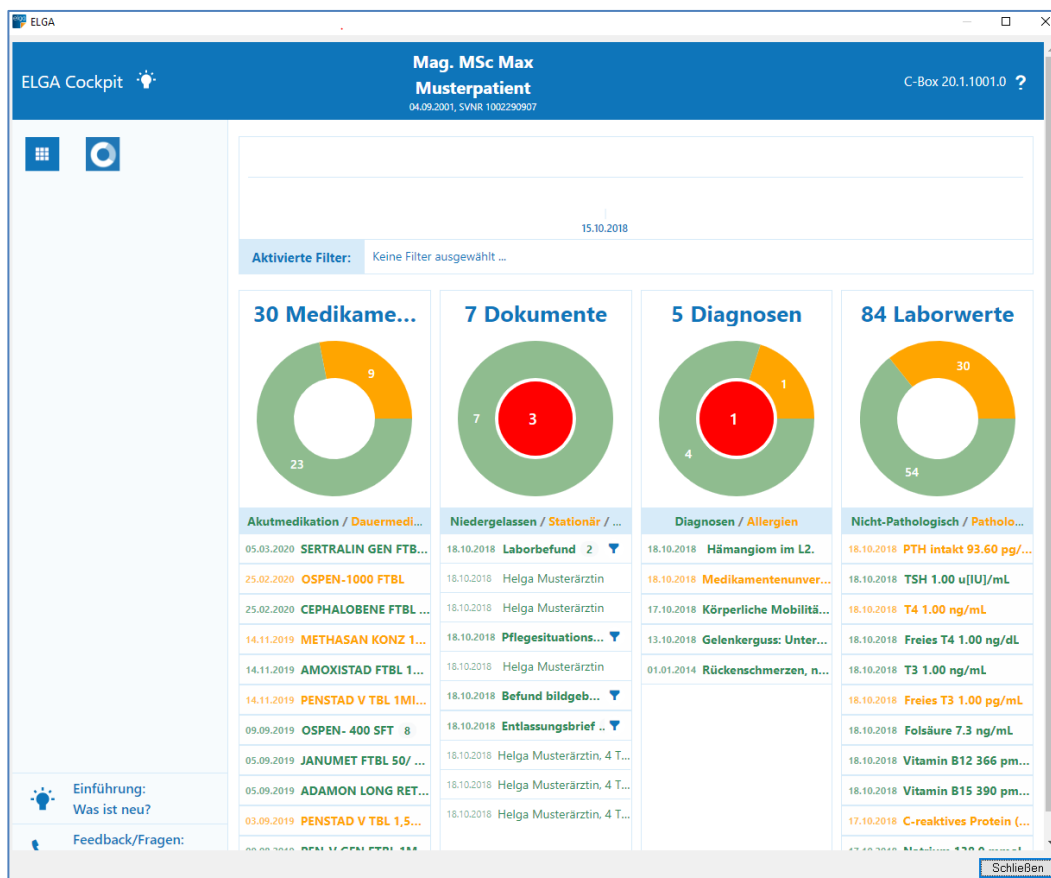 elga ELGA
ELGA Cockpit
Mag. MSc Max
Musterpatient
04.09.2001, SVNR 1002290907
C-Box 20.1.1001.0 ?
15.10.2018
Aktivierte Filter: Keine Filter ausgewählt ...
30 Medikame...
9
23
Akutmedikation / Dauermedi...
05.03.2020 SERTRALIN GEN FTB...
25.02.2020 OSPEN-1000 FTBL
25.02.2020 CEPHALOBENE FTBL ...
14.11.2019 METHASAN KONZ 1...
14.11.2019 AMOXISTAD FTBL 1...
14.11.2019 PENSTAD V TBL 1MI...
09.09.2019 OSPEN- 400 SFT 8
05.09.2019 JANUMET FTBL 50/ ...
05.09.2019 ADAMON LONG RET...
03.09.2019 PENSTAD V TBL 1,5...
7 Dokumente
7
3
Niedergelassen / Stationär / ...
18.10.2018 Laborbefund 2
18.10.2018 Helga Musterärztin
18.10.2018 Helga Musterärztin
18.10.2018 Pflegesituations...
18.10.2018 Helga Musterärztin
18.10.2018 Befund bildgeb...
18.10.2018 Entlassungsbrief ..
18.10.2018 Helga Musterärztin, 4 T...
18.10.2018 Helga Musterärztin, 4 T...
18.10.2018 Helga Musterärztin, 4 T...
5 Diagnosen
1
1
4
Diagnosen / Allergien
18.10.2018 Hämangiom im L2.
18.10.2018 Medikamentenunver...
17.10.2018 Körperliche Mobilitä...
13.10.2018 Gelenkerguss: Unter...
01.01.2014 Rückenschmerzen, n...
84 Laborwerte
30
54
Nicht-Pathologisch / Patholo...
18.10.2018 PTH intakt 93.60 pg/...
18.10.2018 TSH 1.00 u[IU]/mL
18.10.2018 T4 1.00 ng/mL
18.10.2018 Freies T4 1.00 ng/dL
18.10.2018 T3 1.00 ng/mL
18.10.2018 Freies T3 1.00 pg/mL
18.10.2018 Folsäure 7.3 ng/mL
18.10.2018 Vitamin B12 366 pm...
18.10.2018 Vitamin B15 390 pm...
17.10.2018 C-reaktives Protein (...
Einführung:
Was ist neu?
Feedback/Fragen:
Schließen